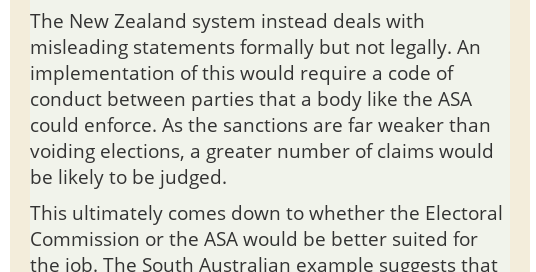 The New Zealand system instead deals with
misleading statements formally but not legally. An
implementation of this would require a code of
conduct between parties that a body like the ASA
could enforce. As the sanctions are far weaker than
voiding elections, a greater number of claims would
be likely to be judged.
This ultimately comes down to whether the Electoral
Commission or the ASA would be better suited for
the job. The South Australian example suggests that